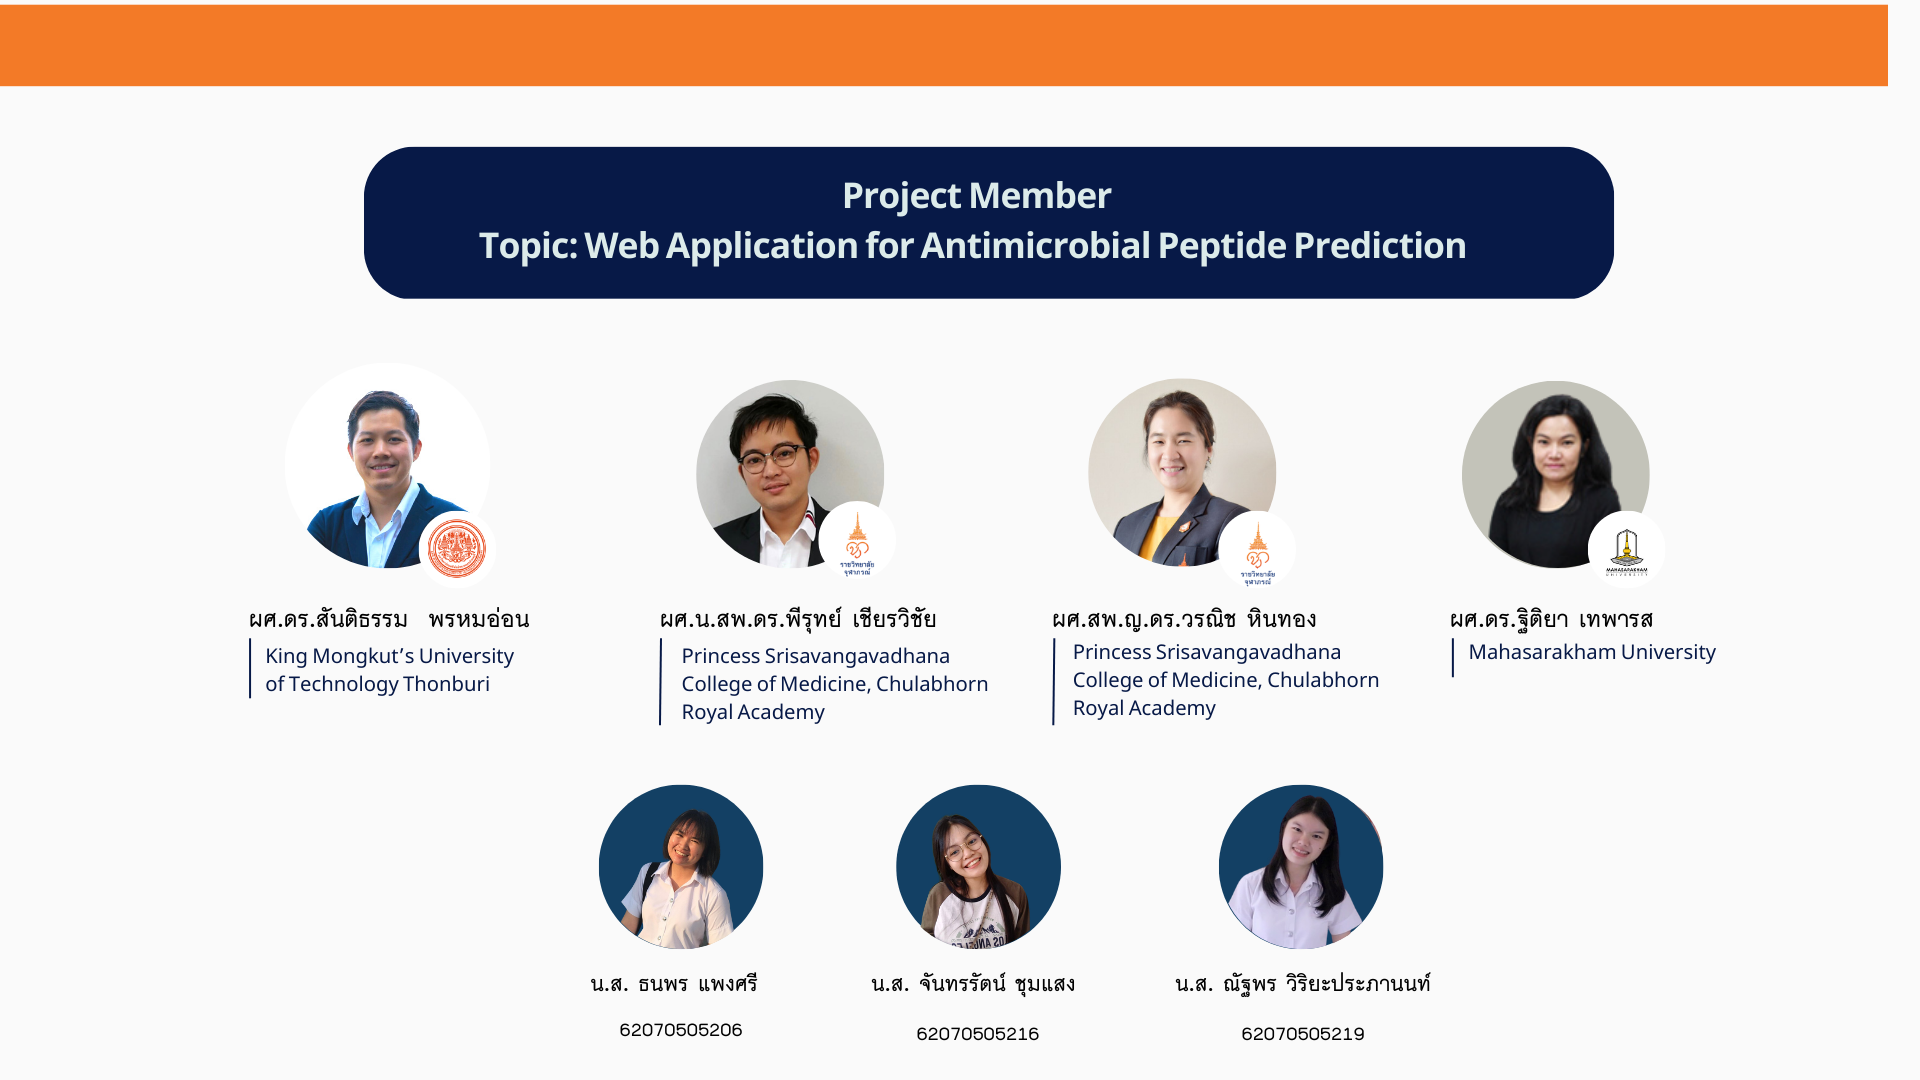 Project Member
Topic: Web Application for Antimicrobial Peptide Prediction
ราชวิทยาลัย
จุฬาภรณ์
ราชวิทยาลัย
จุฬาภรณ์
MAHASARAKHAM
UNIVERSITY
ผศ.ดร.สันติธรรม พรหมอ่อน
King Mongkut’s University
of Technology Thonburi
ผศ.น.สพ.ดร.พีรุทย์ เชียรวิชัย
Princess Srisavangavadhana
College of Medicine, Chulabhorn
Royal Academy
ผศ.สพ.ญ.ดร.วรณิช หินทอง
Princess Srisavangavadhana
College of Medicine, Chulabhorn
Royal Academy
ผศ.ดร.ฐิติยา เทพารส
Mahasarakham University
น.ส. ธนพร แพงศรี
62070505206
น.ส. จันทรรัตน์ ชุมแสง
62070505216
น.ส. ณัฐพร วิริยะประภานนท์
62070505219